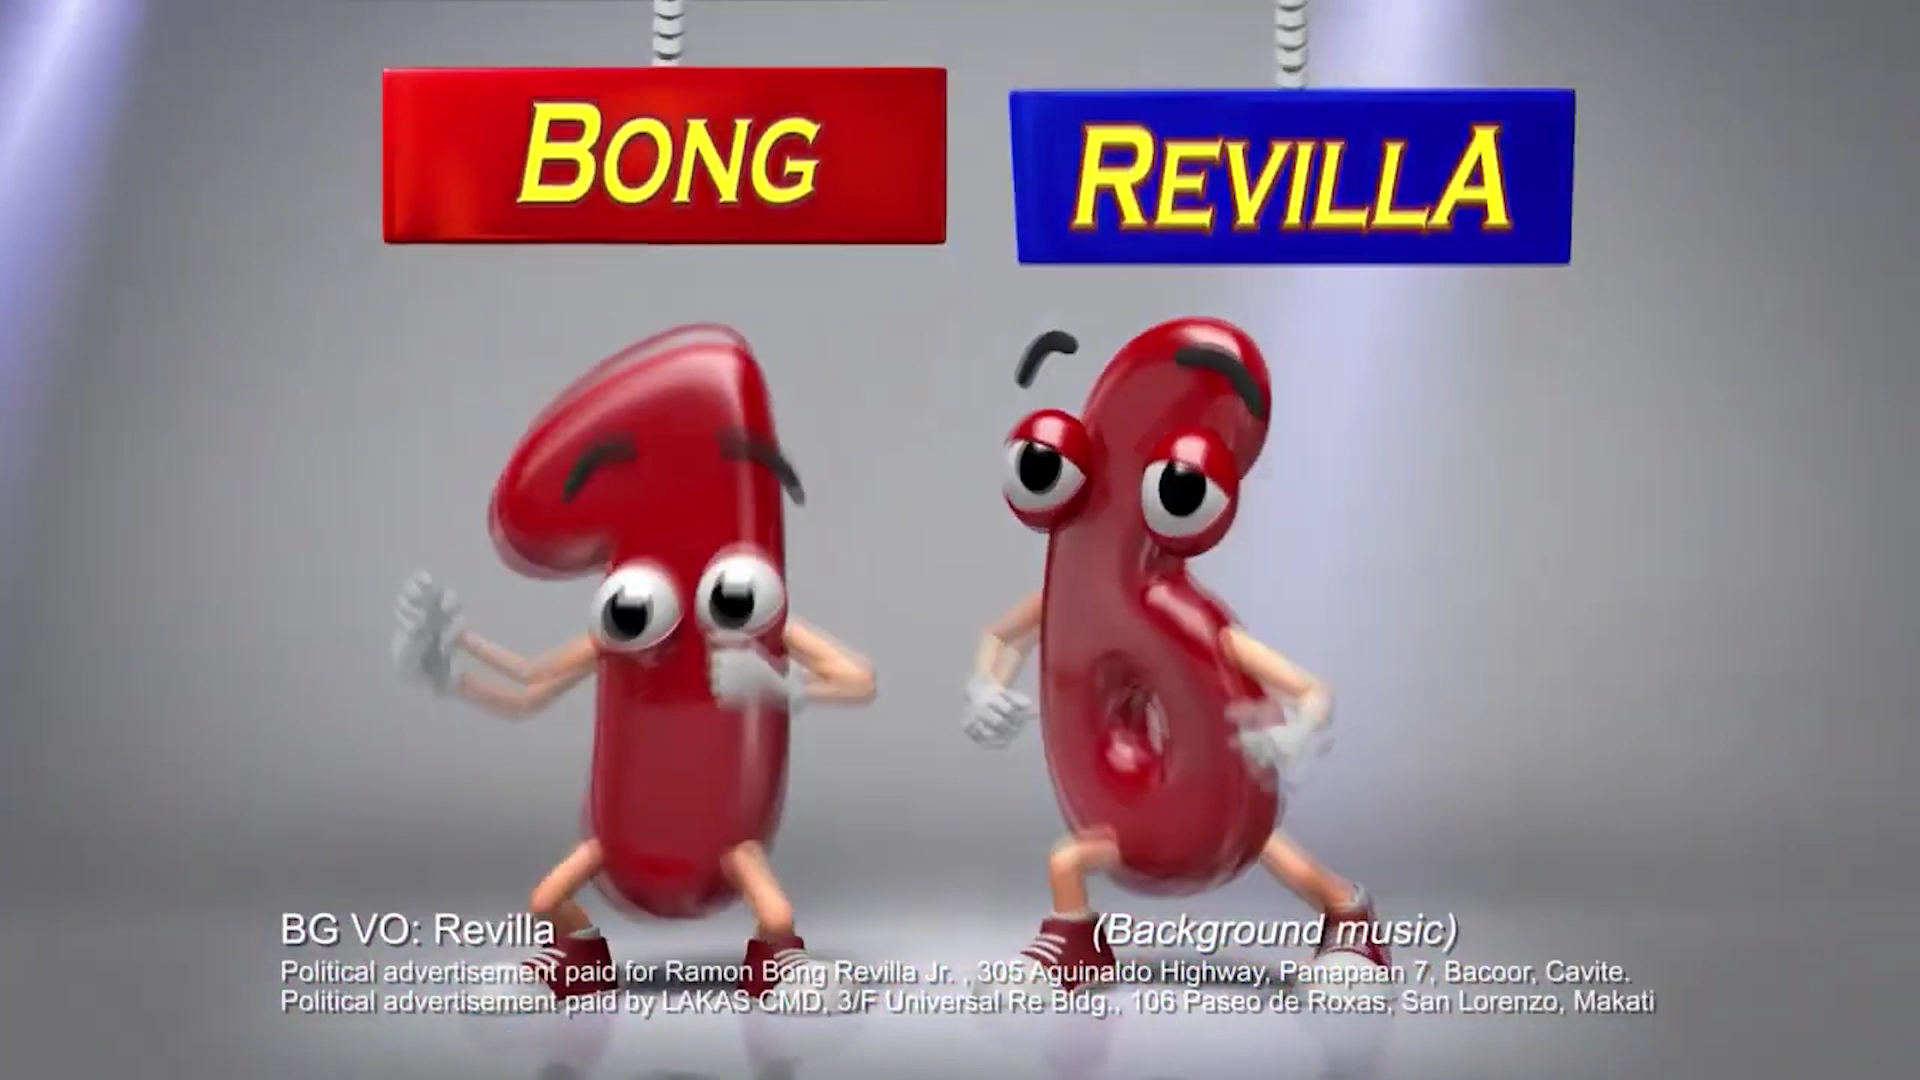 BONG
REVILLA
16
BG VO: Revilla
(Background music)
Political advertisement paid for Ramon Bong Revilla Jr. , 305 Aguinaldo Highway, Panapaan 7, Bacoor, Cavite.
Political advertisement paid by LAKAS CMD, 3/F Universal Re Bldg., 106 Paseo de Roxas, San Lorenzo, Makati